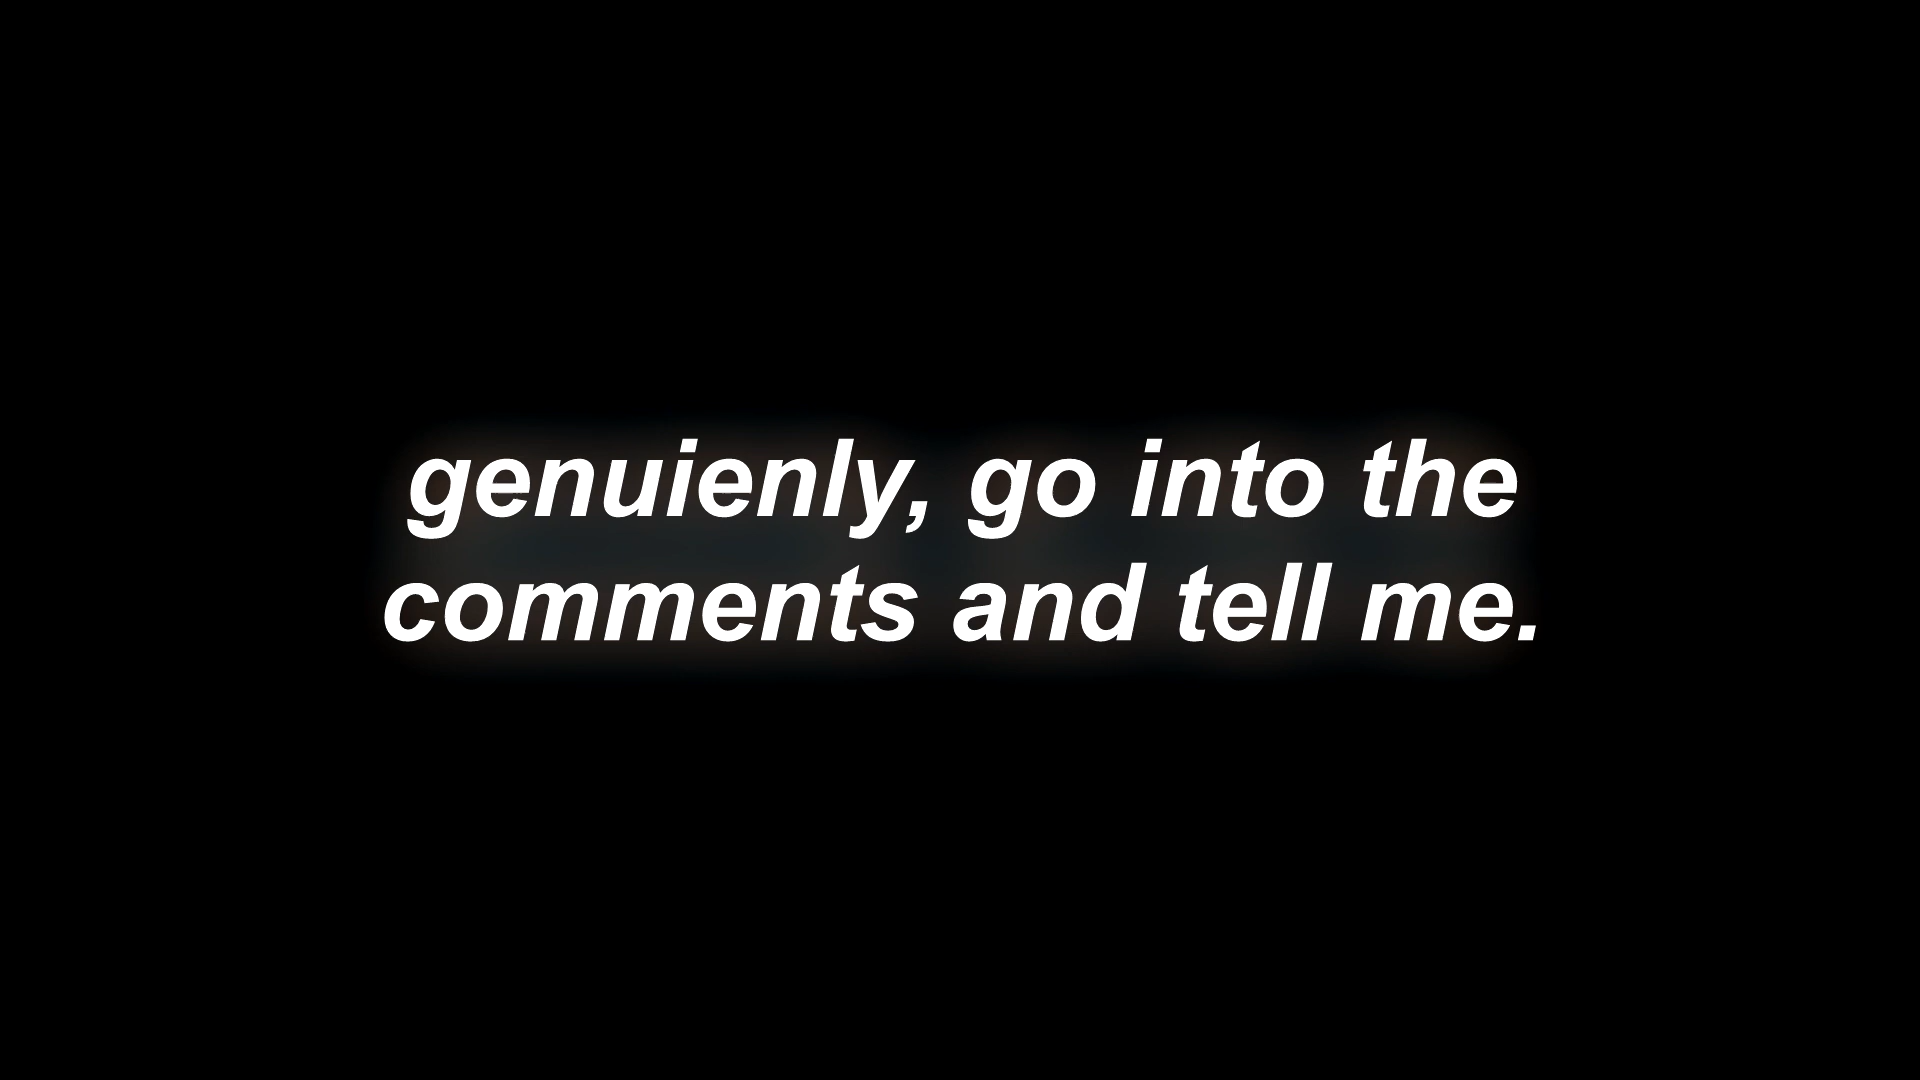 genuienly, go into the
comments and tell me.